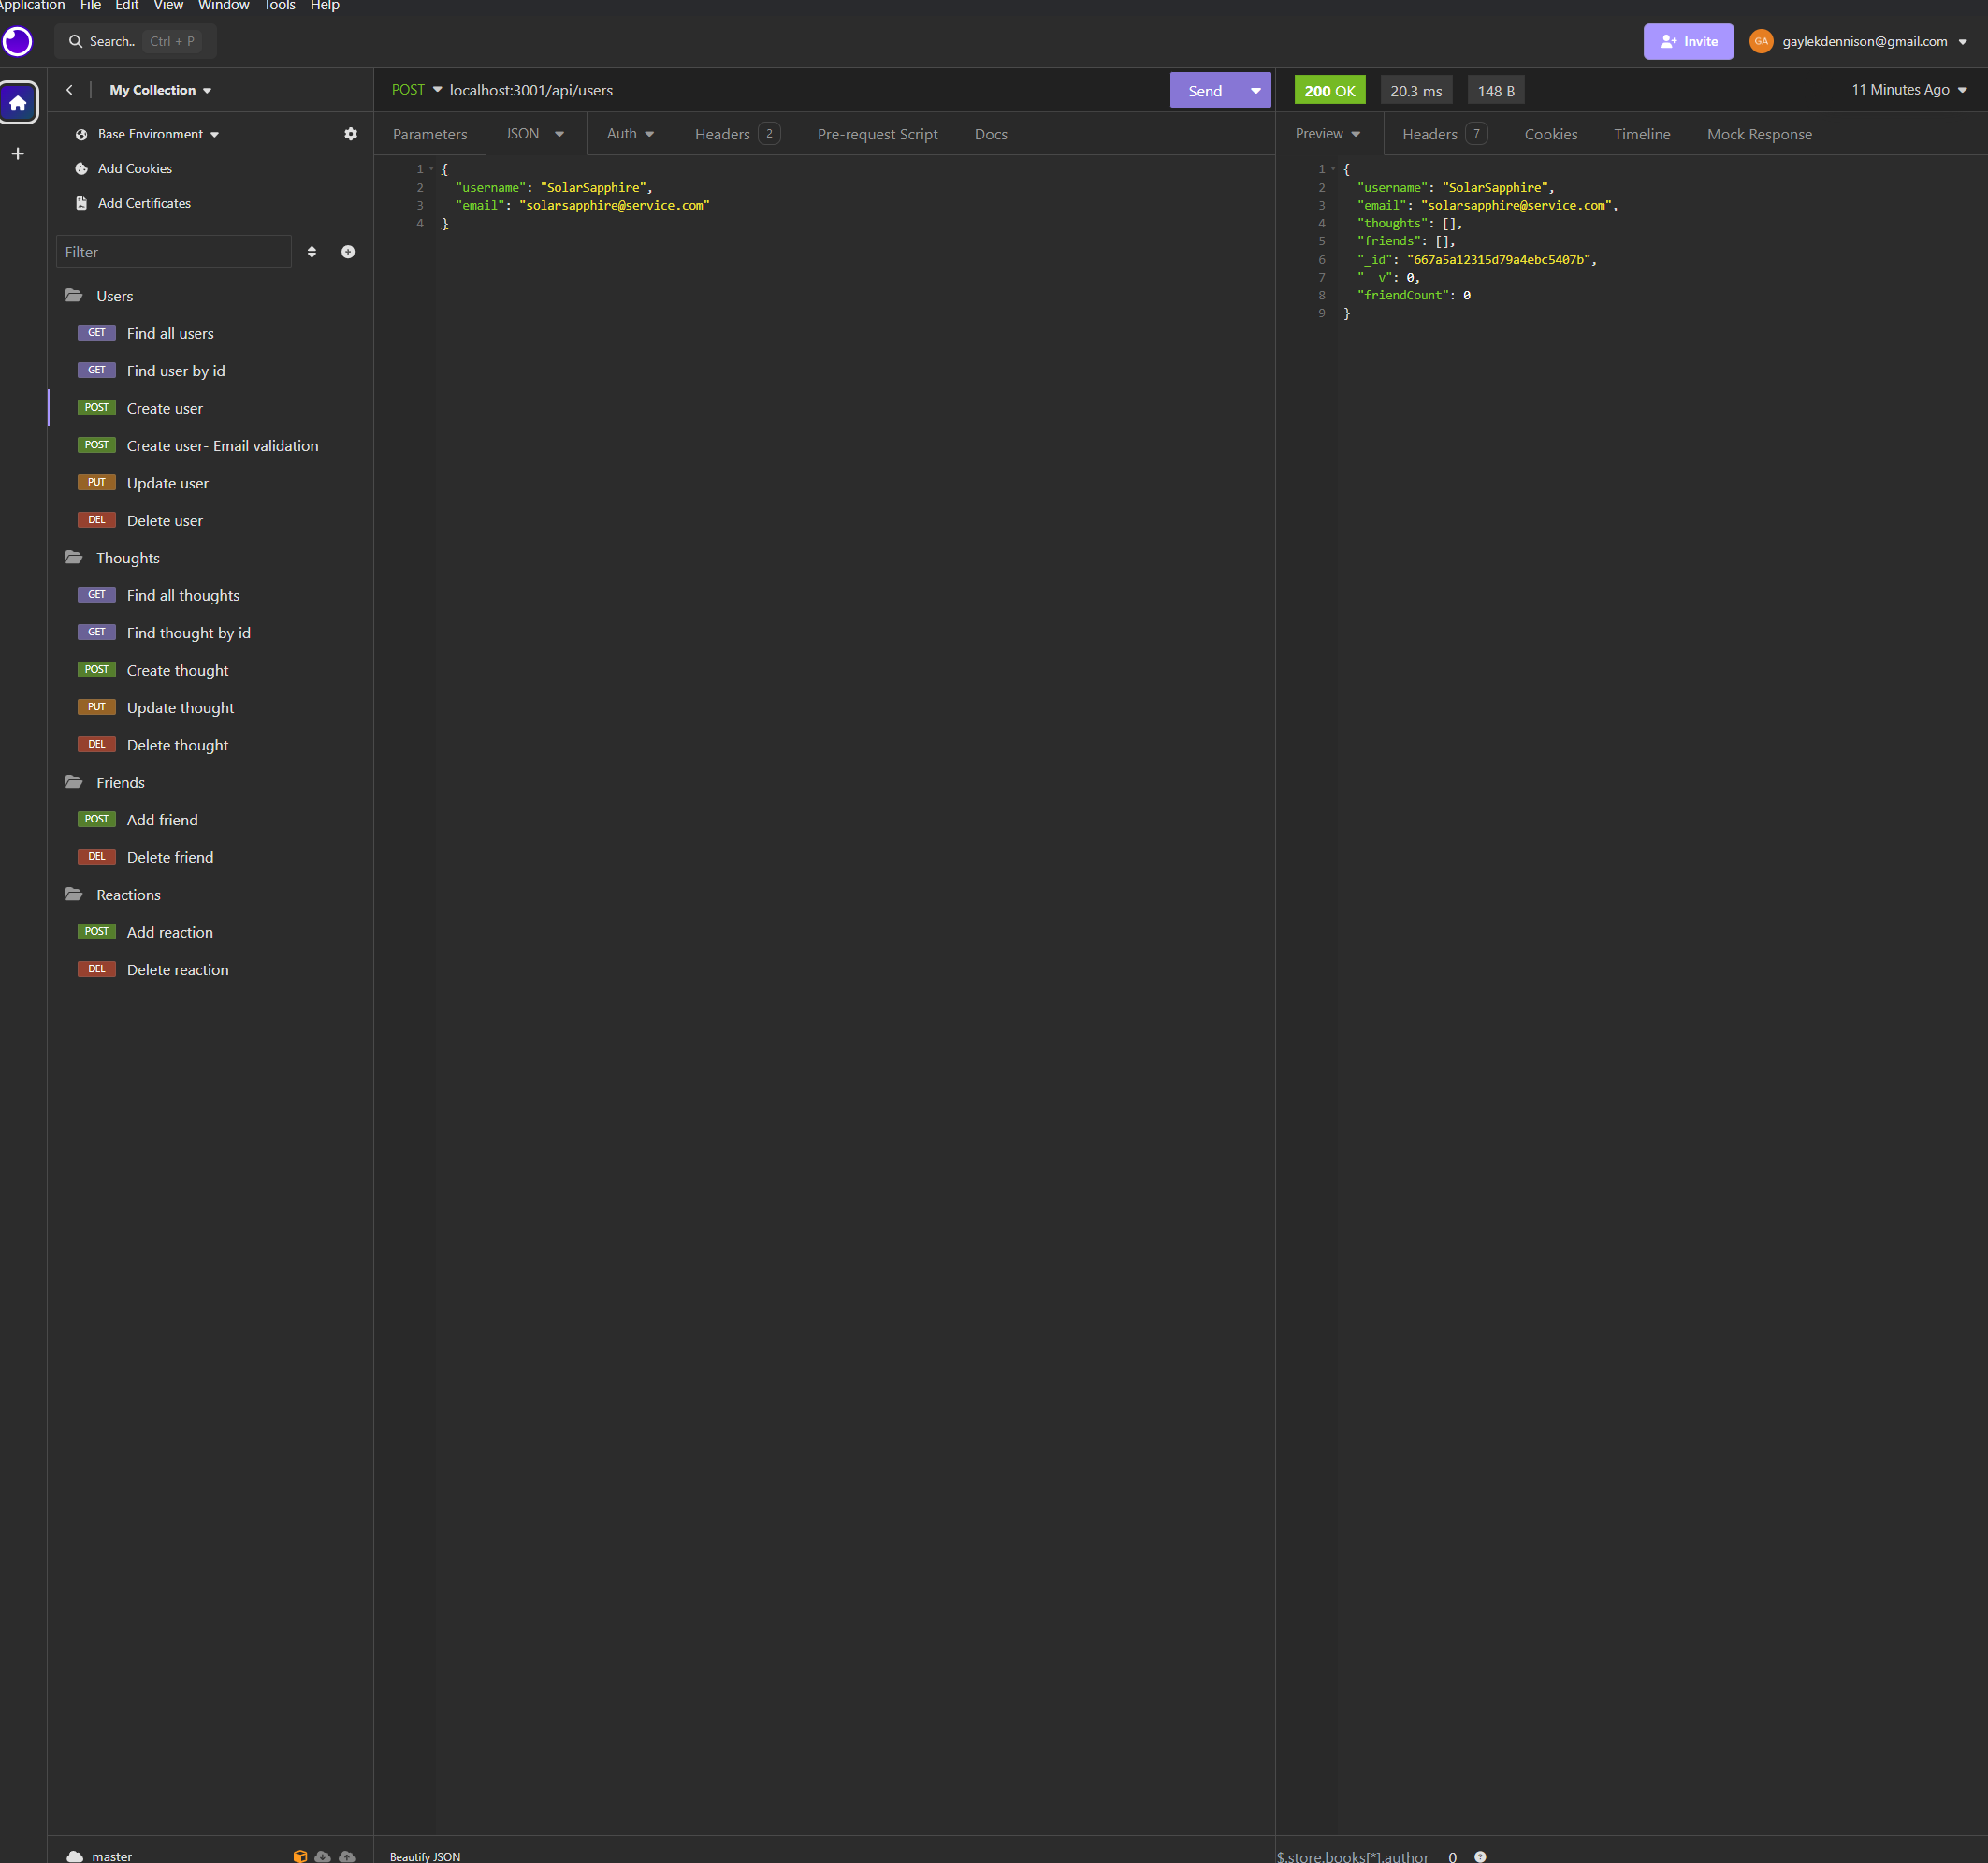 Application File Edit View Window Tools Help
Search.. Ctrl + P
Invite GA gaylekdennison@gmail.com
My Collection
POST localhost:3001/api/users Send
200 OK 20.3 ms 148 B 11 Minutes Ago
Base Environment
Add Cookies
Add Certificates
Filter
Users
GET Find all users
GET Find user by id
POST Create user
POST Create user- Email validation
PUT Update user
DEL Delete user
Thoughts
GET Find all thoughts
GET Find thought by id
POST Create thought
PUT Update thought
DEL Delete thought
Friends
POST Add friend
DEL Delete friend
Reactions
POST Add reaction
DEL Delete reaction
master
Parameters JSON Auth Headers 2 Pre-request Script Docs
1 {
2 "username": "SolarSapphire",
3 "email": "solarsapphire@service.com"
4 }
Beautify JSON
Preview Headers 7 Cookies Timeline Mock Response
1 {
2 "username": "SolarSapphire",
3 "email": "solarsapphire@service.com",
4 "thoughts": [],
5 "friends": [],
6 "_id": "667a5a12315d79a4ebc5407b",
7 "__v": 0,
8 "friendCount": 0
9 }
$.store.books[*].author 0 ?